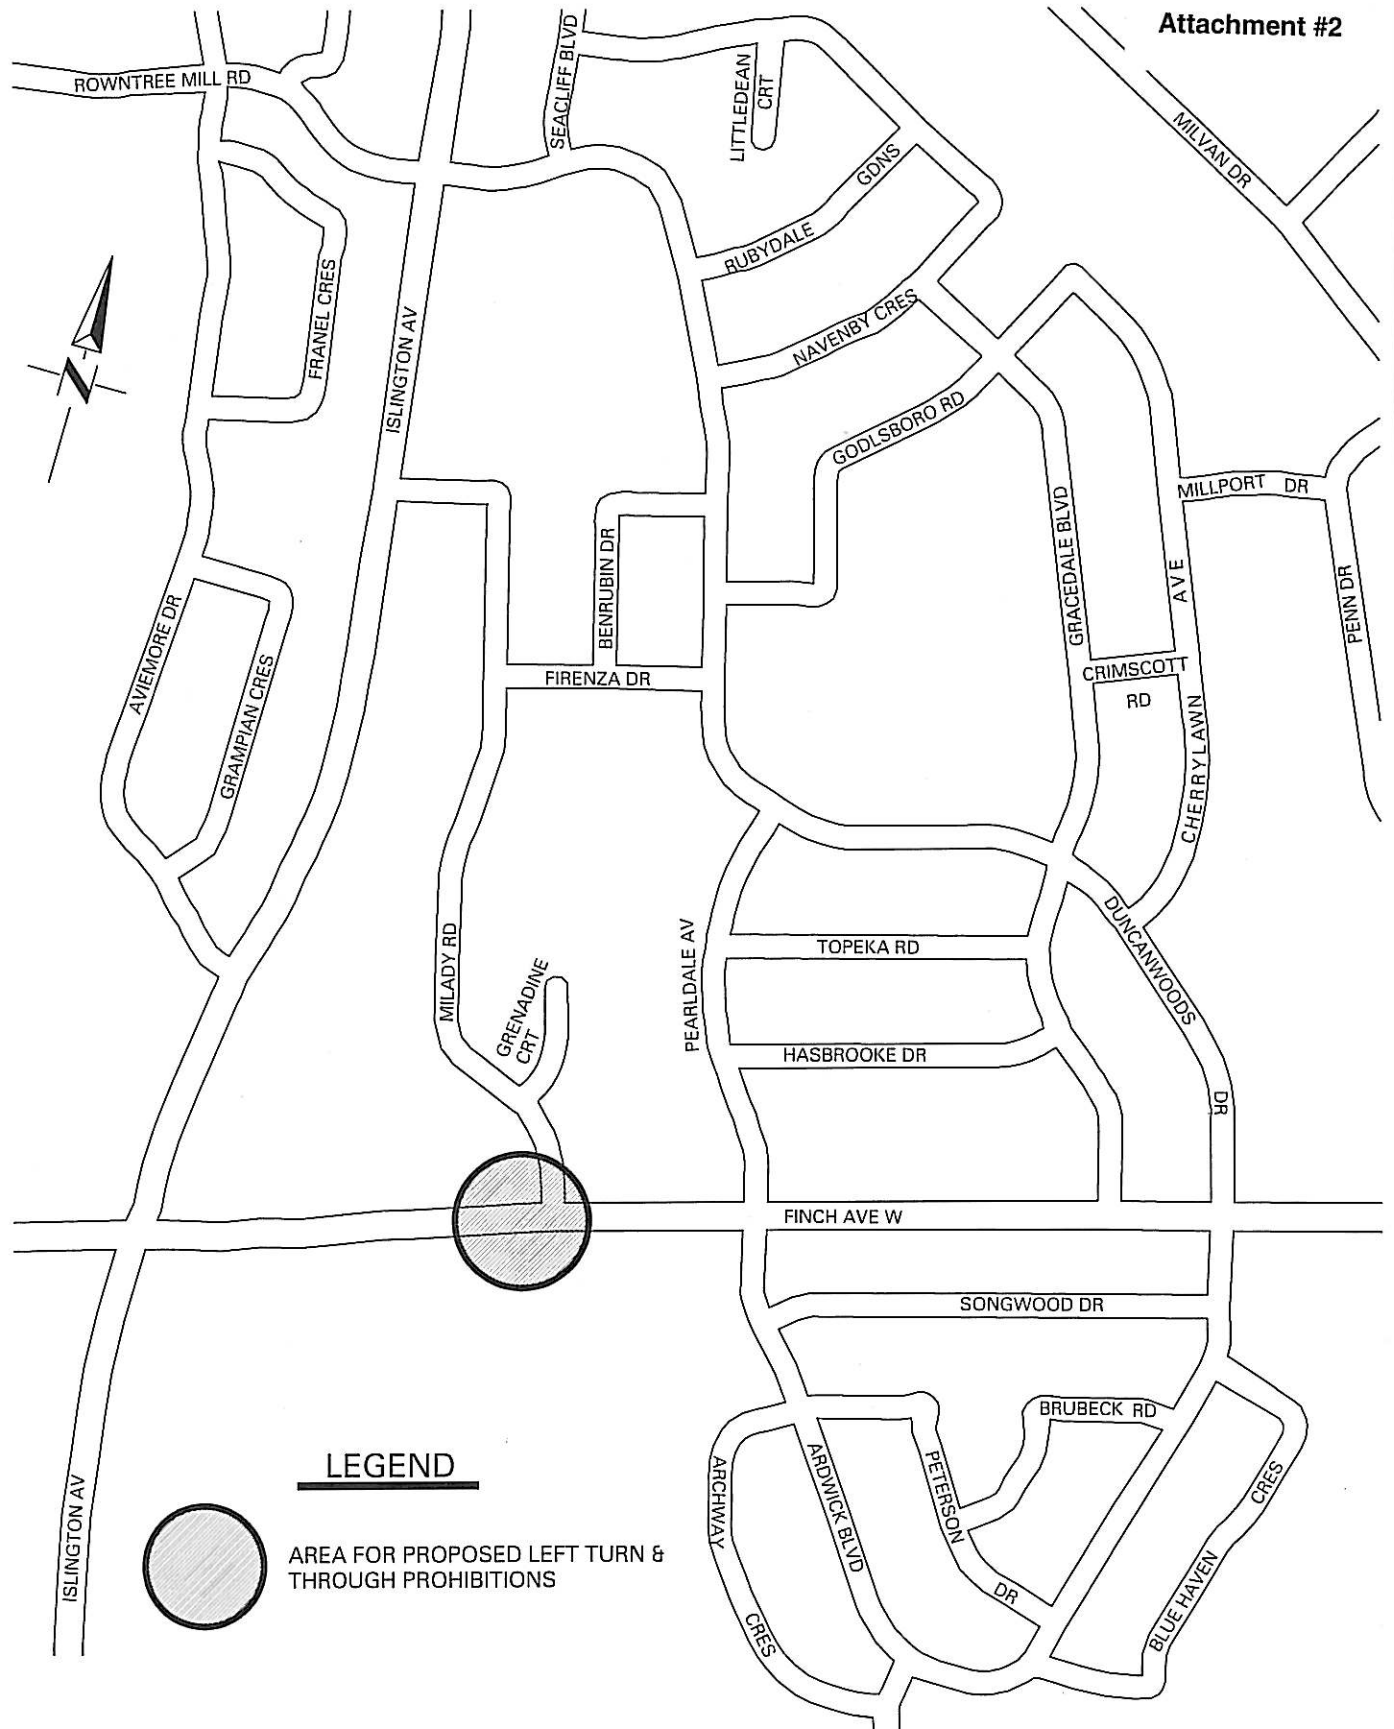 Attachment #2
ROWNTREE MILL RD
SEACLIFF BLVD
LITTLEDEAN
CRT
MILVAN DR
GDNS
RUBYDALE
FRANEL CRES
ISLINGTON AV
NAVENBY CRES
N
GODLSBORO RD
MILLPORT DR
GRACEDALE BLVD
BENRUBIN DR
AVE
PENN DR
AVIEMORE DR
GRAMPIAN CRES
FIRENZA DR
CRIMSCOTT
RD
CHERRYLAWN
MILADY RD
GRENADINE
CRT
PEARLDALE AV
TOPEKA RD
DUNCANWOODS
HASBROOKE DR
DR
FINCH AVE W
SONGWOOD DR
BRUBECK RD
LEGEND
ARCHWAY
ARDWICK BLVD
PETERSON
CRES
ISLINGTON AV
AREA FOR PROPOSED LEFT TURN &
THROUGH PROHIBITIONS
DR
BLUE HAVEN
CRES